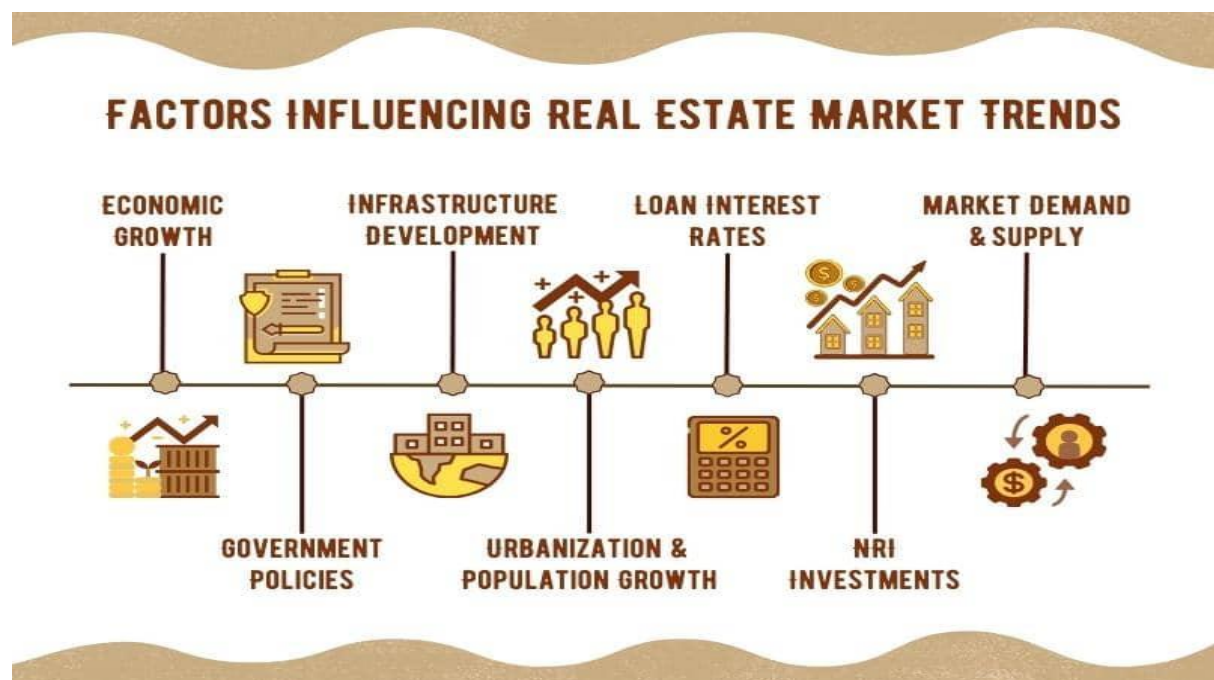 FACTORS INFLUENCING REAL ESTATE MARKET TRENDS
ECONOMIC
GROWTH
INFRASTRUCTURE
DEVELOPMENT
LOAN INTEREST
RATES
MARKET DEMAND
& SUPPLY
GOVERNMENT
POLICIES
URBANIZATION &
POPULATION GROWTH
NRI
INVESTMENTS